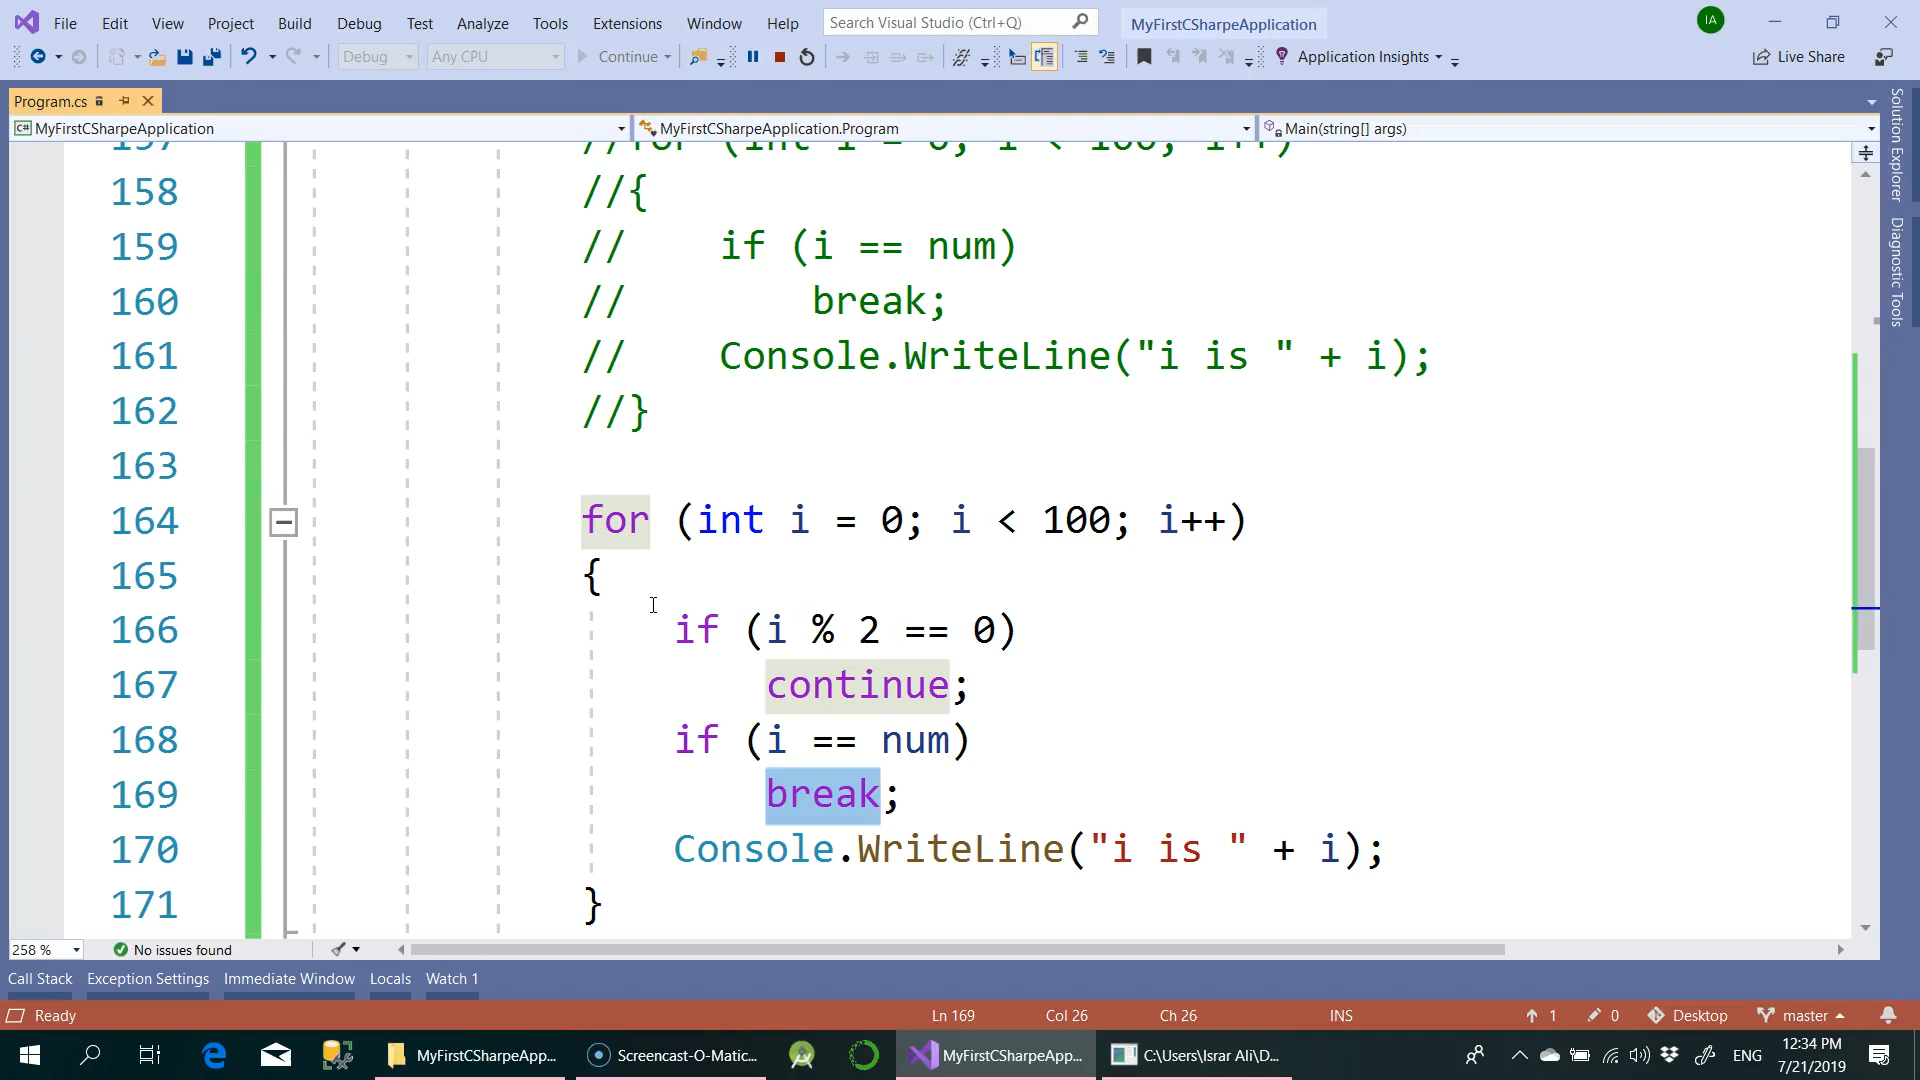 File Edit View Project Build Debug Test Analyze Tools Extensions Window Help Search Visual Studio (Ctrl+Q) MyFirstCSharpeApplication IA
Debug Any CPU Continue Application Insights Live Share
Program.cs
C# MyFirstCSharpeApplication MyFirstCSharpeApplication.Program Main(string[] args)
157 //for (int i = 0; i < 100; i++)
158 //{
159 // if (i == num)
160 // break;
161 // Console.WriteLine("i is " + i);
162 //}
163
164 for (int i = 0; i < 100; i++)
165 {
166 if (i % 2 == 0)
167 continue;
168 if (i == num)
169 break;
170 Console.WriteLine("i is " + i);
171 }
Solution Explorer
Diagnostic Tools
258 % No issues found
Call Stack Exception Settings Immediate Window Locals Watch 1
Ready Ln 169 Col 26 Ch 26 INS 1 0 Desktop master
MyFirstCSharpeApp... Screencast-O-Matic... MyFirstCSharpeApp... C:\Users\Israr Ali\D... ENG 12:34 PM
7/21/2019